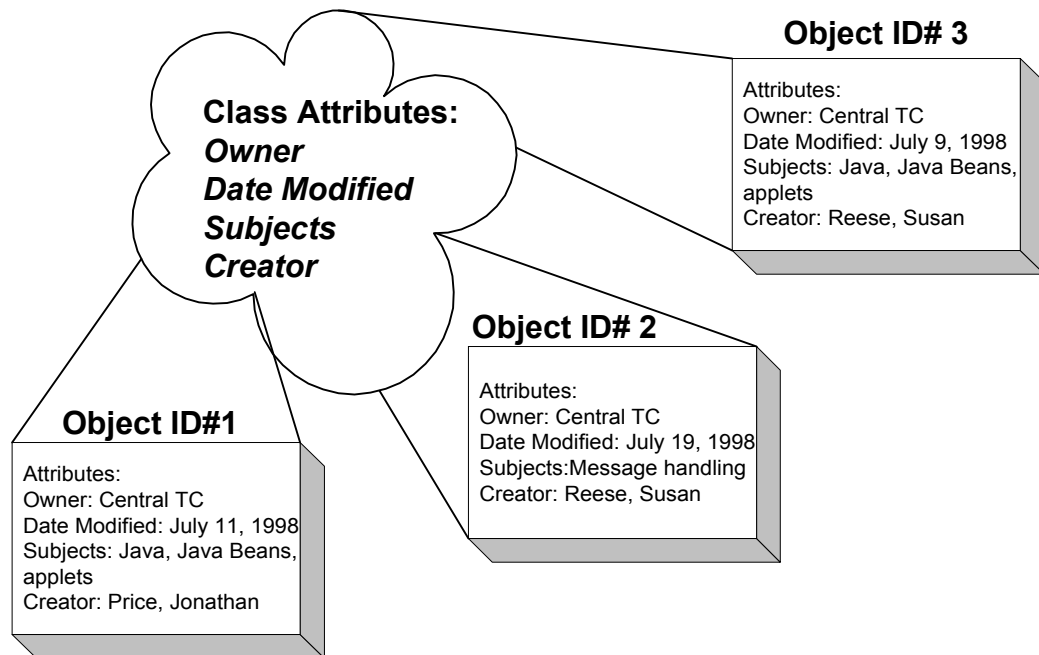 Class Attributes:
Owner
Date Modified
Subjects
Creator
Object ID# 3
Attributes:
Owner: Central TC
Date Modified: July 9, 1998
Subjects: Java, Java Beans,
applets
Creator: Reese, Susan
Object ID# 2
Attributes:
Owner: Central TC
Date Modified: July 19, 1998
Subjects:Message handling
Creator: Reese, Susan
Object ID#1
Attributes:
Owner: Central TC
Date Modified: July 11, 1998
Subjects: Java, Java Beans,
applets
Creator: Price, Jonathan